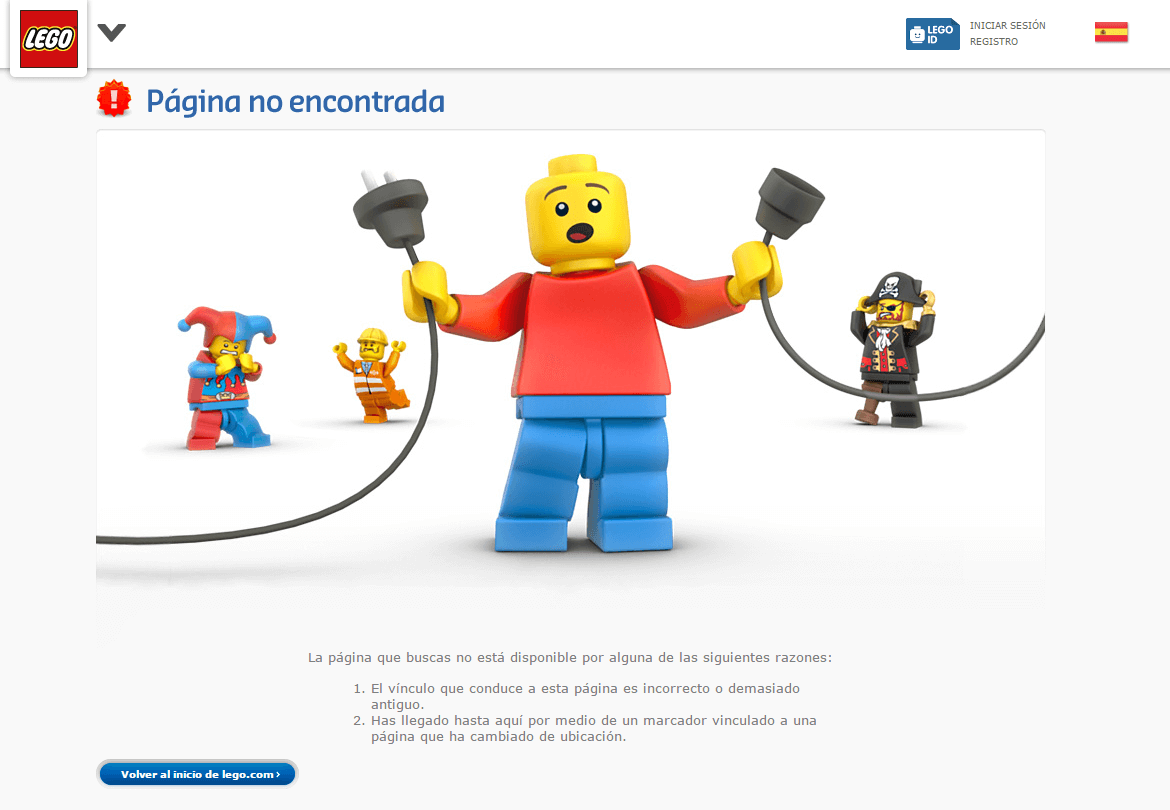 LEGO
LEGO
ID
INICIAR SESIÓN
REGISTRO
Página no encontrada
La página que buscas no está disponible por alguna de las siguientes razones:
1. El vínculo que conduce a esta página es incorrecto o demasiado
antiguo.
2. Has llegado hasta aquí por medio de un marcador vinculado a una
página que ha cambiado de ubicación.
Volver al inicio de lego.com ›